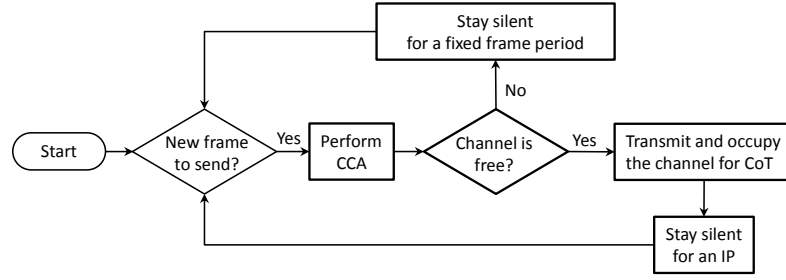 Stay silent
for a fixed frame period
No
Start
New frame
to send?
Yes
Perform
CCA
Channel is
free?
Yes
Transmit and occupy
the channel for CoT
Stay silent
for an IP